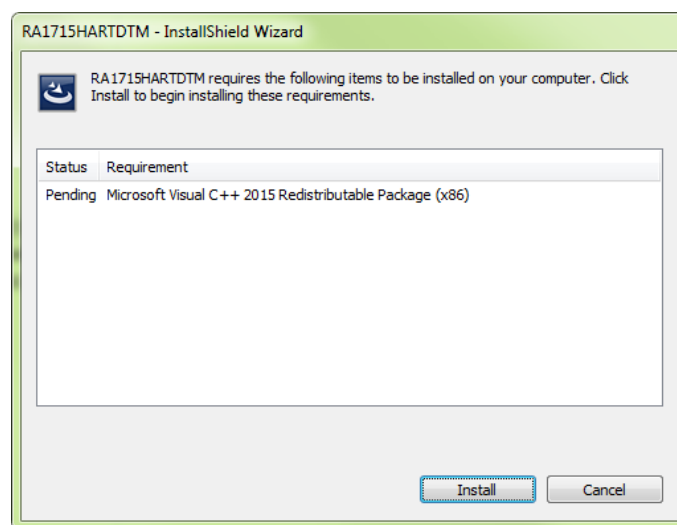 RA1715HARTDTM - InstallShield Wizard
RA1715HARTDTM requires the following items to be installed on your computer. Click
Install to begin installing these requirements.
Status Requirement
Pending Microsoft Visual C++ 2015 Redistributable Package (x86)
Install Cancel